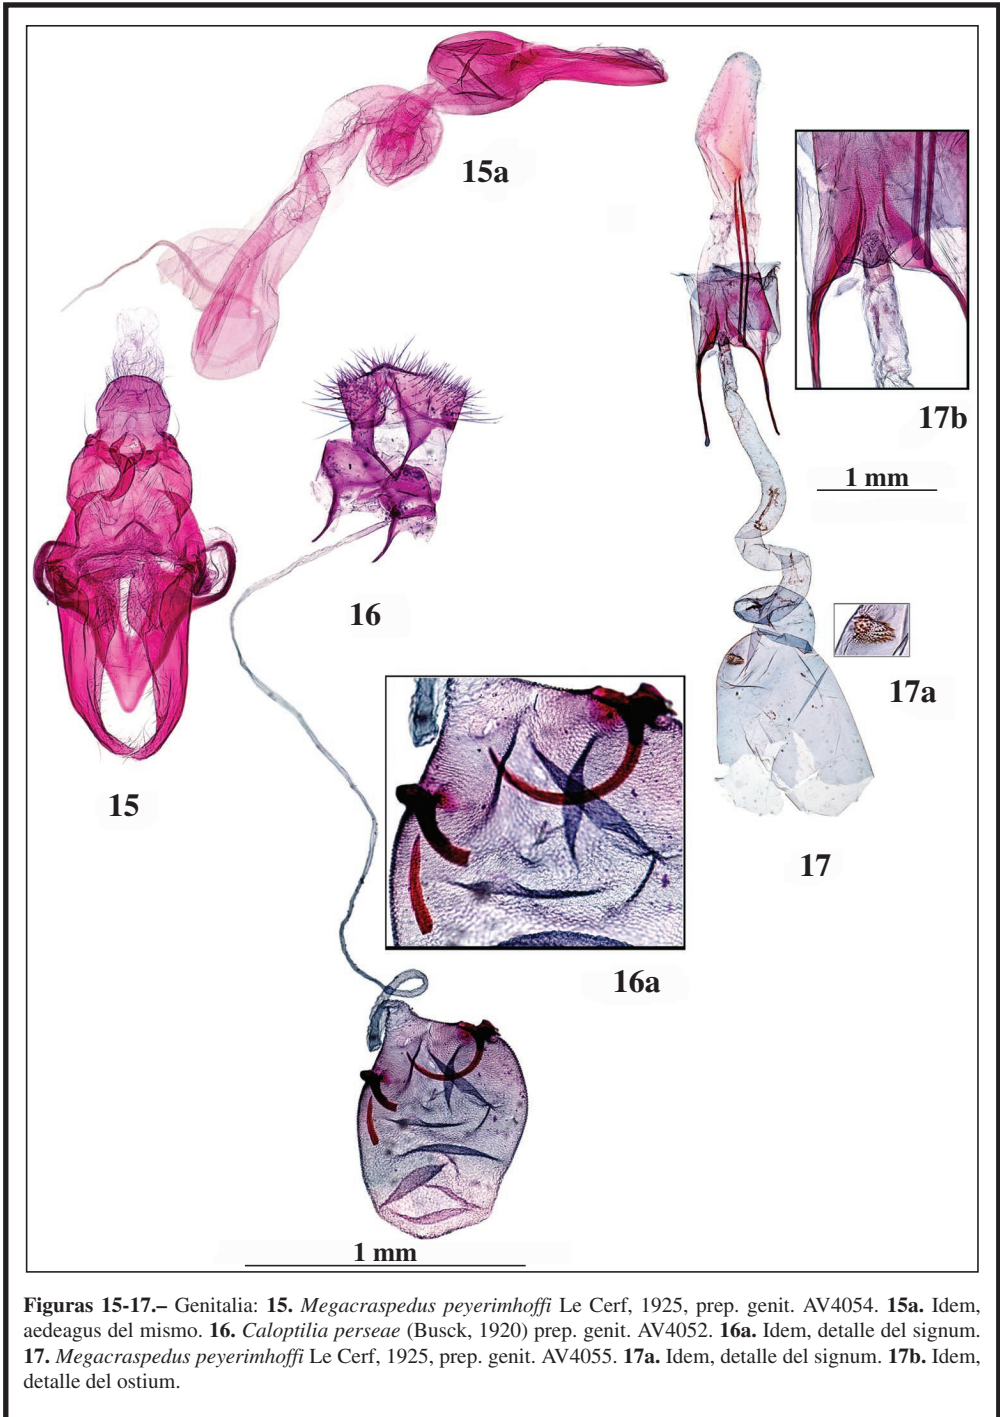 15a
17b
1 mm
16
17a
15
17
16a
1 mm
Figuras 15-17.– Genitalia: 15. Megacraspedus peyerimhoffi Le Cerf, 1925, prep. genit. AV4054. 15a. Idem,
aedeagus del mismo. 16. Caloptilia perseae (Busck, 1920) prep. genit. AV4052. 16a. Idem, detalle del signum.
17. Megacraspedus peyerimhoffi Le Cerf, 1925, prep. genit. AV4055. 17a. Idem, detalle del signum. 17b. Idem,
detalle del ostium.